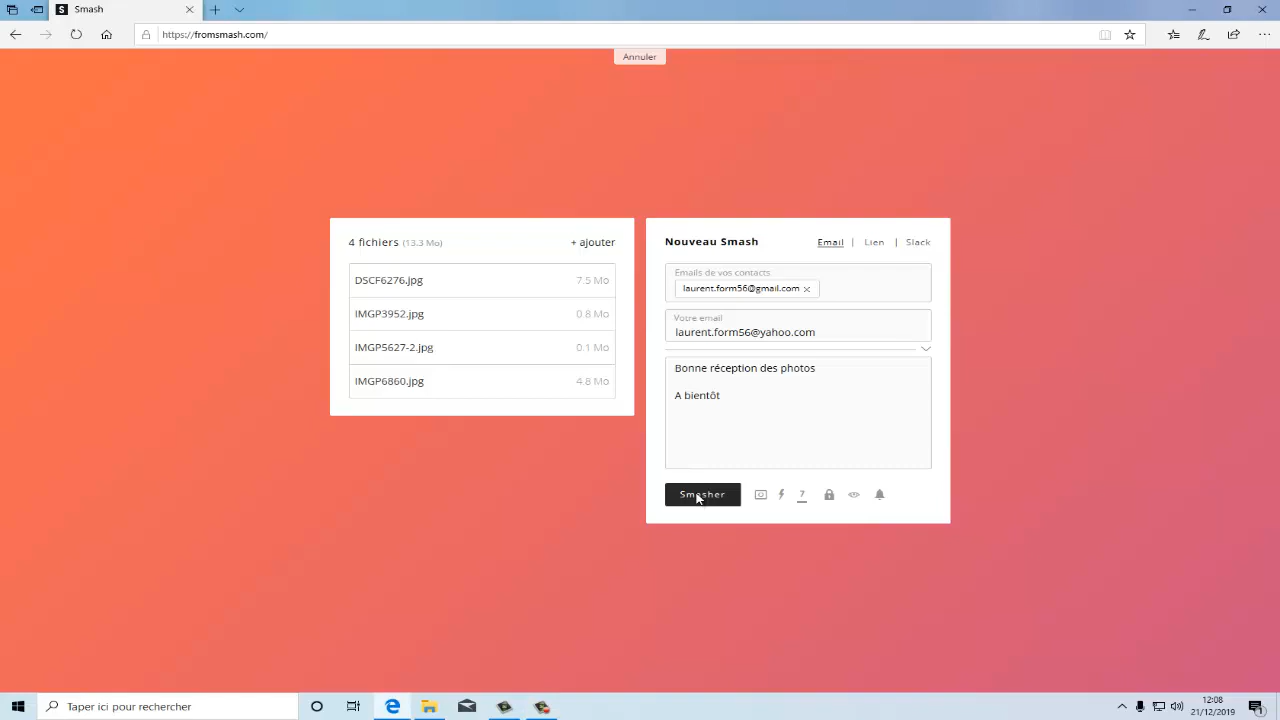 Smash
https://fromsmash.com/
Annuler
4 fichiers (13.3 Mo)
+ ajouter
DSCF6276.jpg 7.5 Mo
IMGP3952.jpg 0.8 Mo
IMGP5627-2.jpg 0.1 Mo
IMGP6860.jpg 4.8 Mo
Nouveau Smash
Email | Lien | Slack
Emails de vos contacts
laurent.form56@gmail.com
Votre email
laurent.form56@yahoo.com
Bonne réception des photos
A bientôt
Smasher
7
Taper ici pour rechercher
12:08
21/12/2019